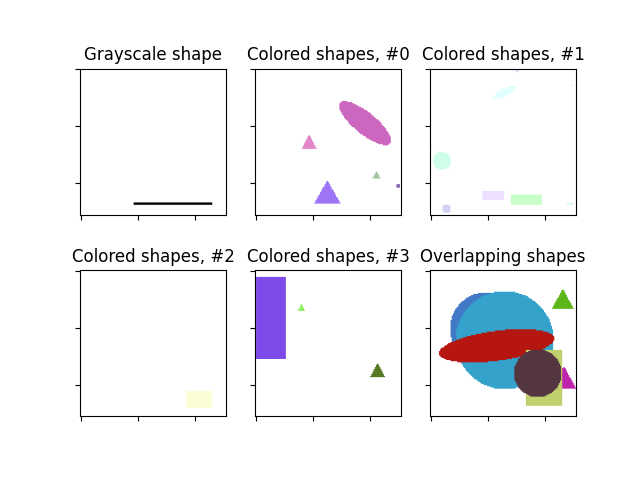 Grayscale shape
Colored shapes, #0
Colored shapes, #1
Colored shapes, #2
Colored shapes, #3
Overlapping shapes